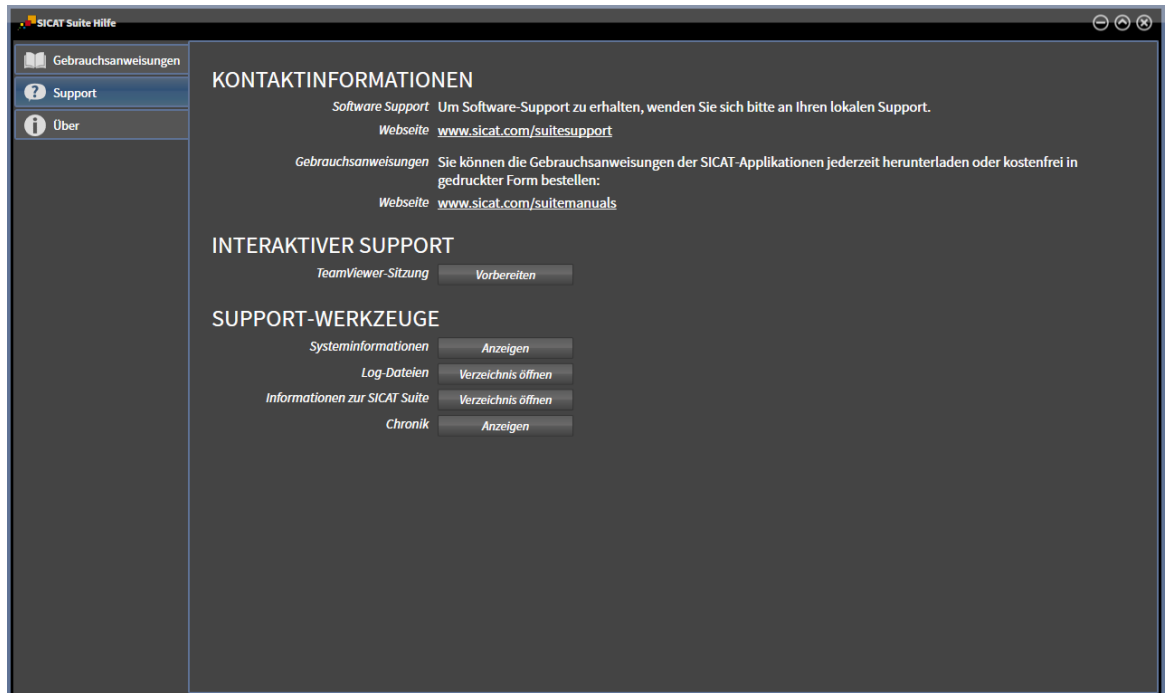 SICAT Suite Hilfe
Gebrauchsanweisungen
Support
Über
KONTAKTINFORMATIONEN
Software Support Um Software-Support zu erhalten, wenden Sie sich bitte an Ihren lokalen Support.
Webseite www.sicat.com/suitesupport
Gebrauchsanweisungen Sie können die Gebrauchsanweisungen der SICAT-Applikationen jederzeit herunterladen oder kostenfrei in
gedruckter Form bestellen:
Webseite www.sicat.com/suitemanuals
INTERAKTIVER SUPPORT
TeamViewer-Sitzung Vorbereiten
SUPPORT-WERKZEUGE
Systeminformationen Anzeigen
Log-Dateien Verzeichnis öffnen
Informationen zur SICAT Suite Verzeichnis öffnen
Chronik Anzeigen